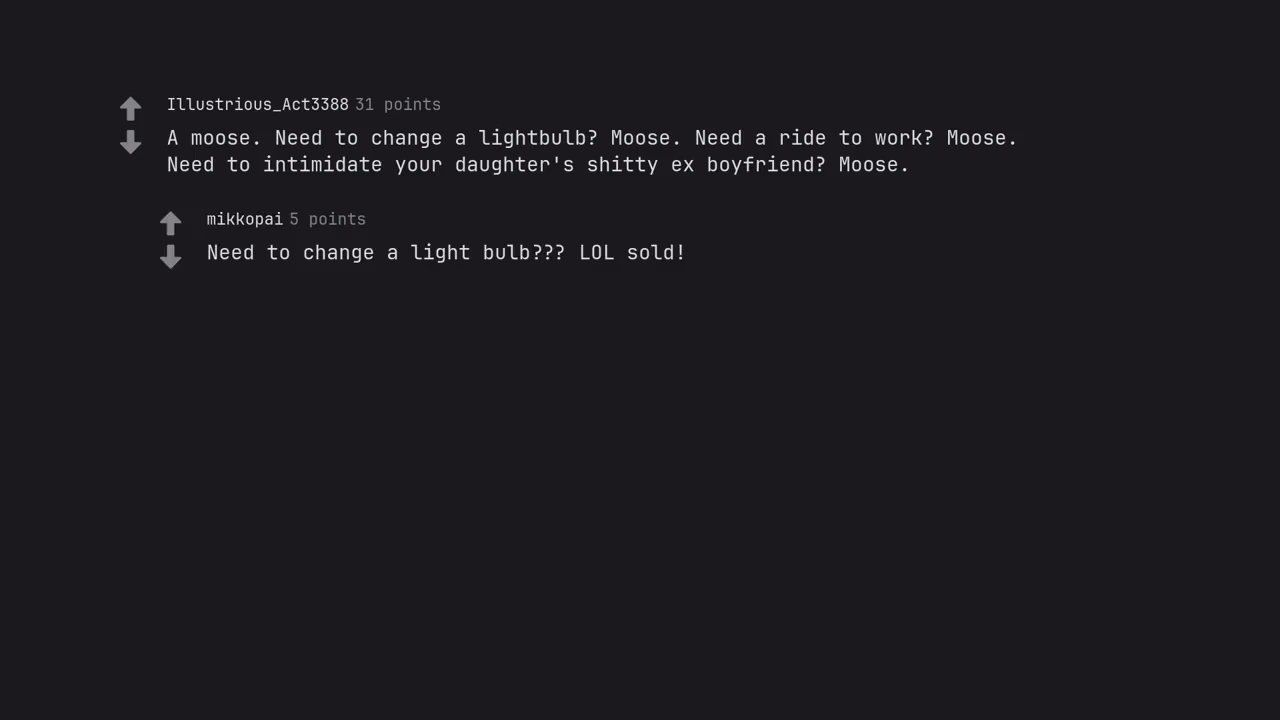 Illustrious_Act3388 31 points
A moose. Need to change a lightbulb? Moose. Need a ride to work? Moose.
Need to intimidate your daughter's shitty ex boyfriend? Moose.
mikkopai 5 points
Need to change a light bulb??? LOL sold!